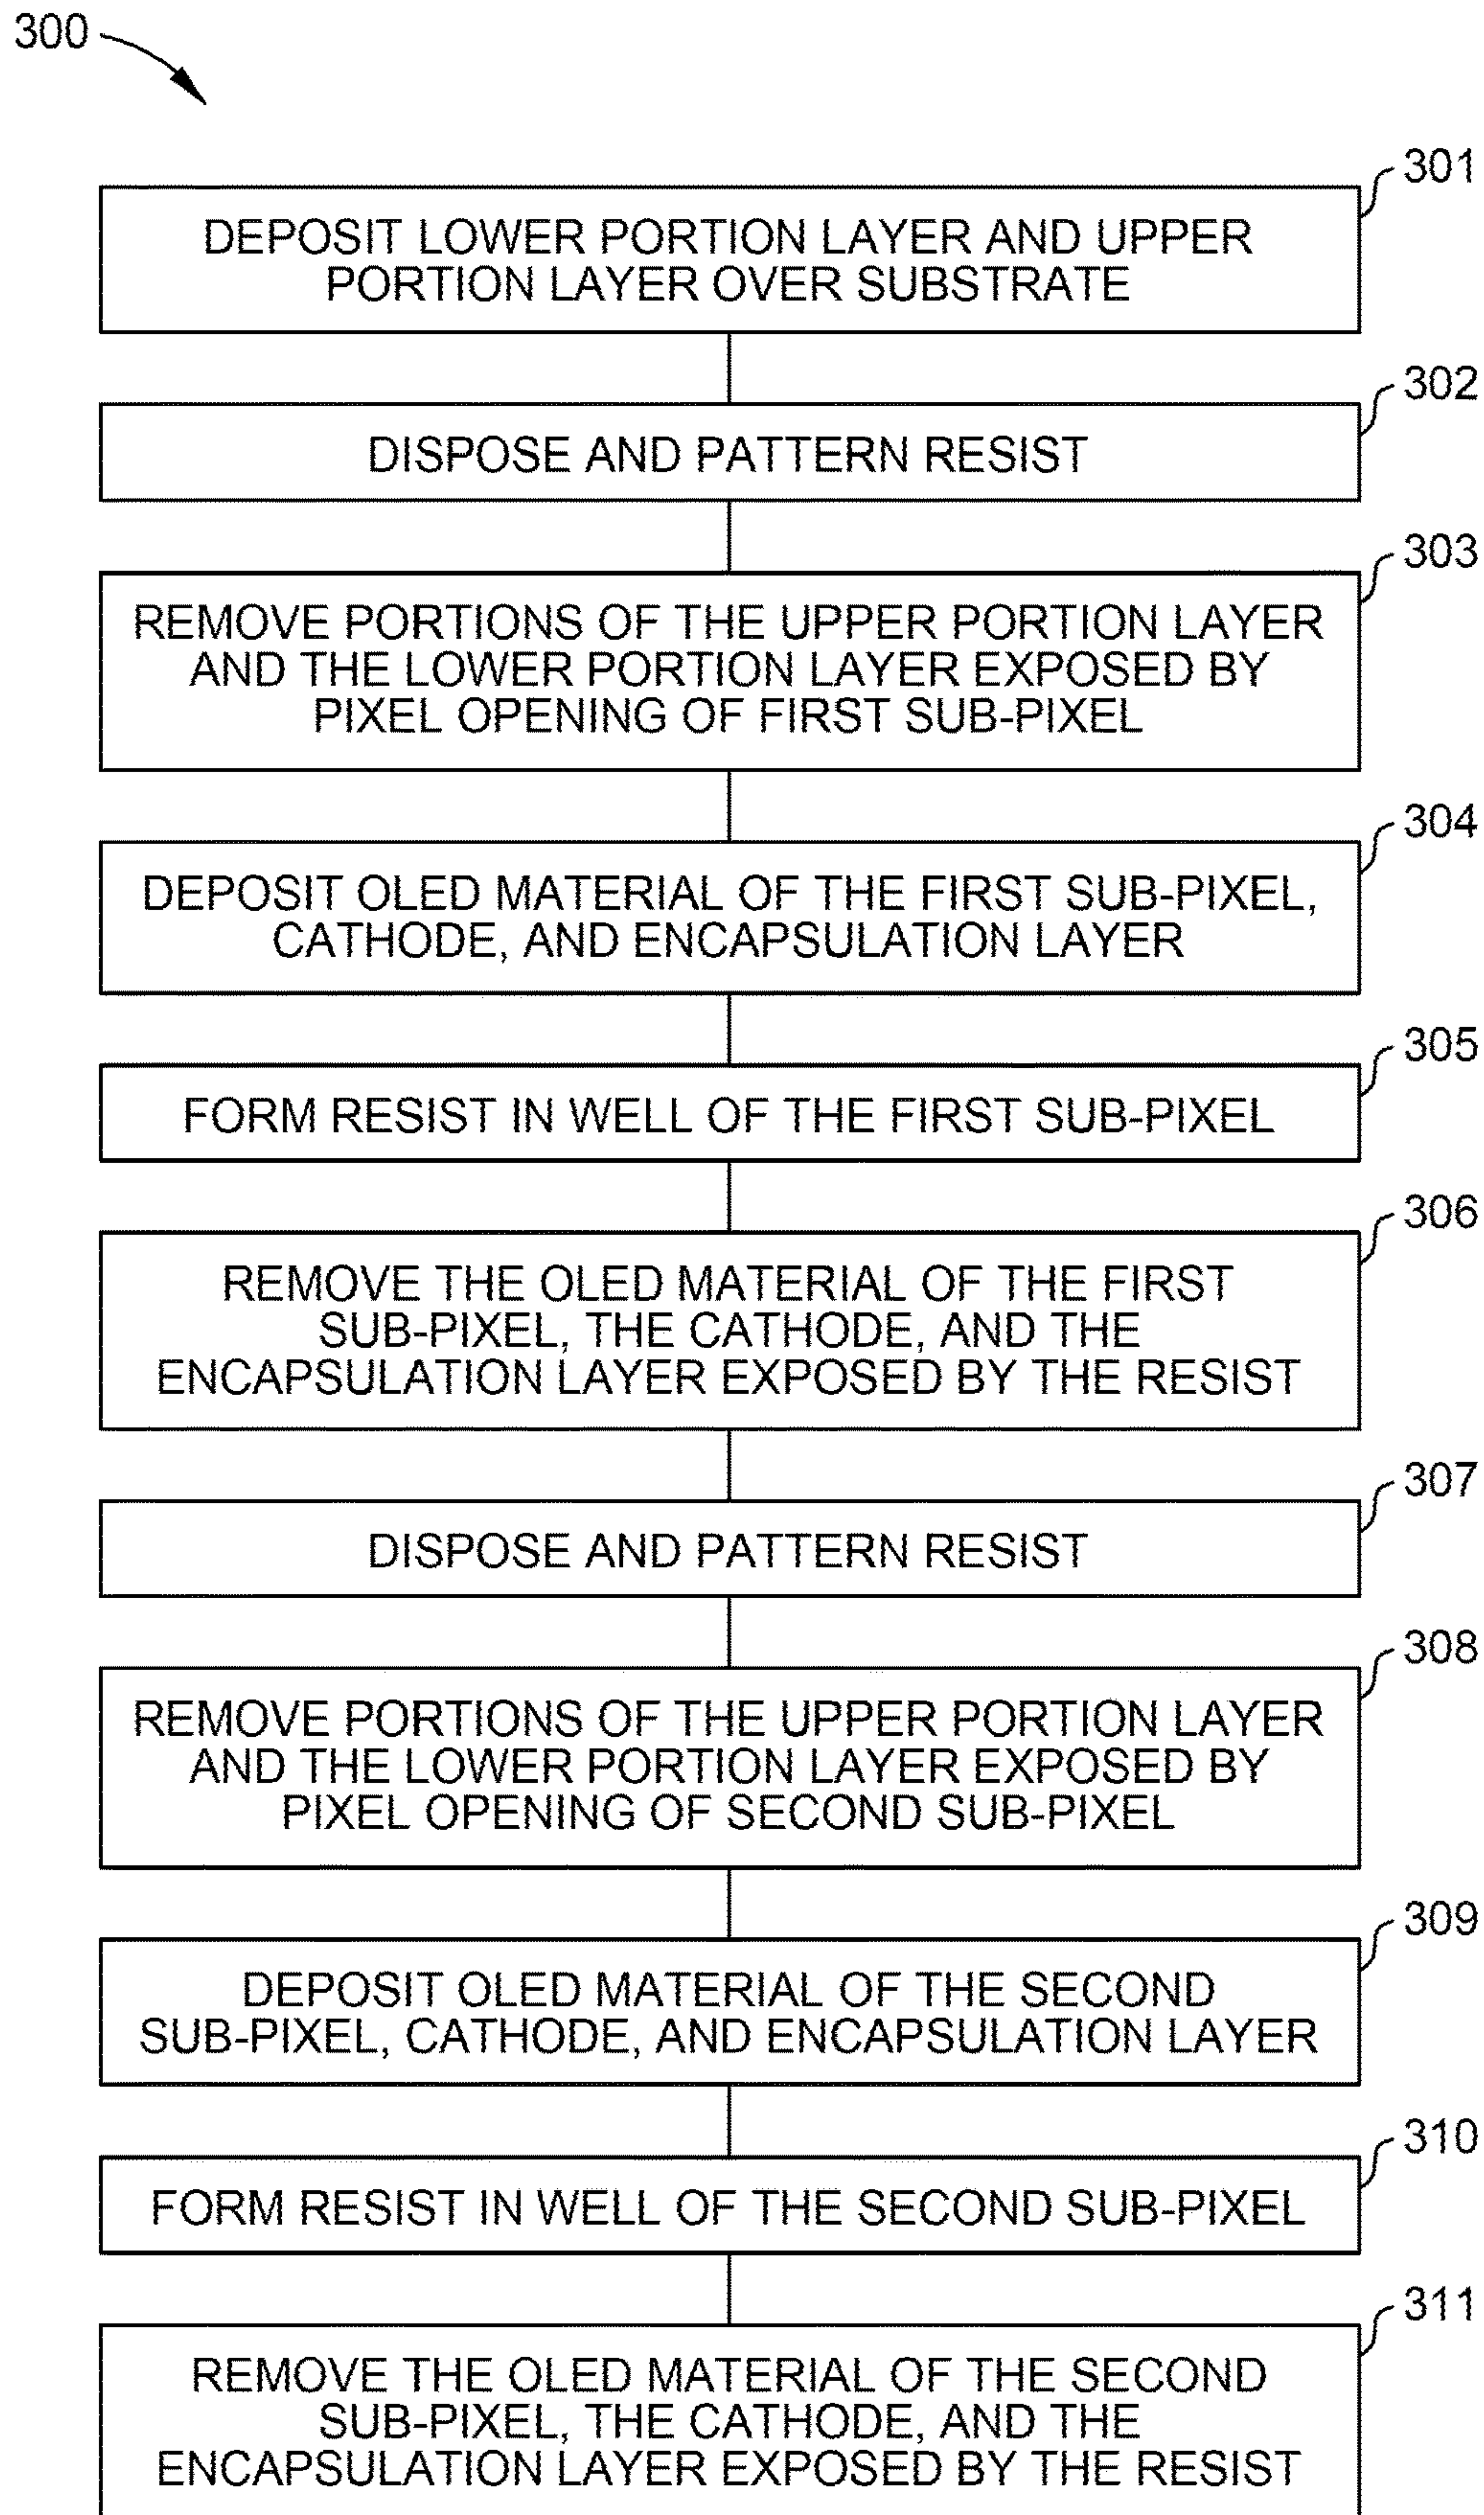 300
301
DEPOSIT LOWER PORTION LAYER AND UPPER
PORTION LAYER OVER SUBSTRATE
302
DISPOSE AND PATTERN RESIST
303
REMOVE PORTIONS OF THE UPPER PORTION LAYER
AND THE LOWER PORTION LAYER EXPOSED BY
PIXEL OPENING OF FIRST SUB-PIXEL
304
DEPOSIT OLED MATERIAL OF THE FIRST SUB-PIXEL,
CATHODE, AND ENCAPSULATION LAYER
305
FORM RESIST IN WELL OF THE FIRST SUB-PIXEL
306
REMOVE THE OLED MATERIAL OF THE FIRST
SUB-PIXEL, THE CATHODE, AND THE
ENCAPSULATION LAYER EXPOSED BY THE RESIST
307
DISPOSE AND PATTERN RESIST
308
REMOVE PORTIONS OF THE UPPER PORTION LAYER
AND THE LOWER PORTION LAYER EXPOSED BY
PIXEL OPENING OF SECOND SUB-PIXEL
309
DEPOSIT OLED MATERIAL OF THE SECOND
SUB-PIXEL, CATHODE, AND ENCAPSULATION LAYER
310
FORM RESIST IN WELL OF THE SECOND SUB-PIXEL
311
REMOVE THE OLED MATERIAL OF THE SECOND
SUB-PIXEL, THE CATHODE, AND THE
ENCAPSULATION LAYER EXPOSED BY THE RESIST